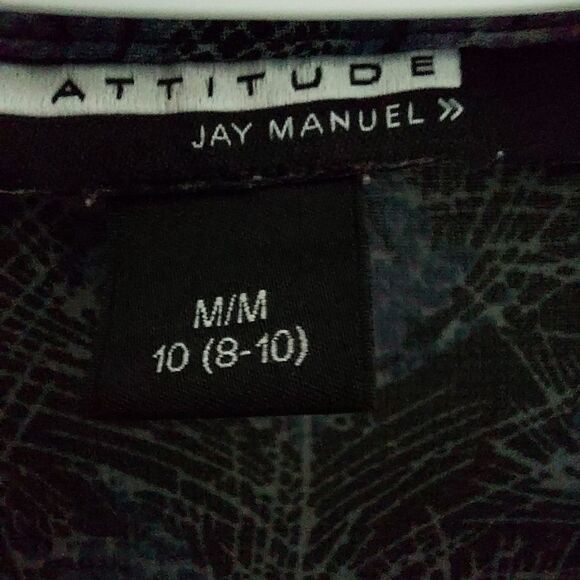 ATTITUDE
JAY MANUEL »
M/M
10 (8-10)